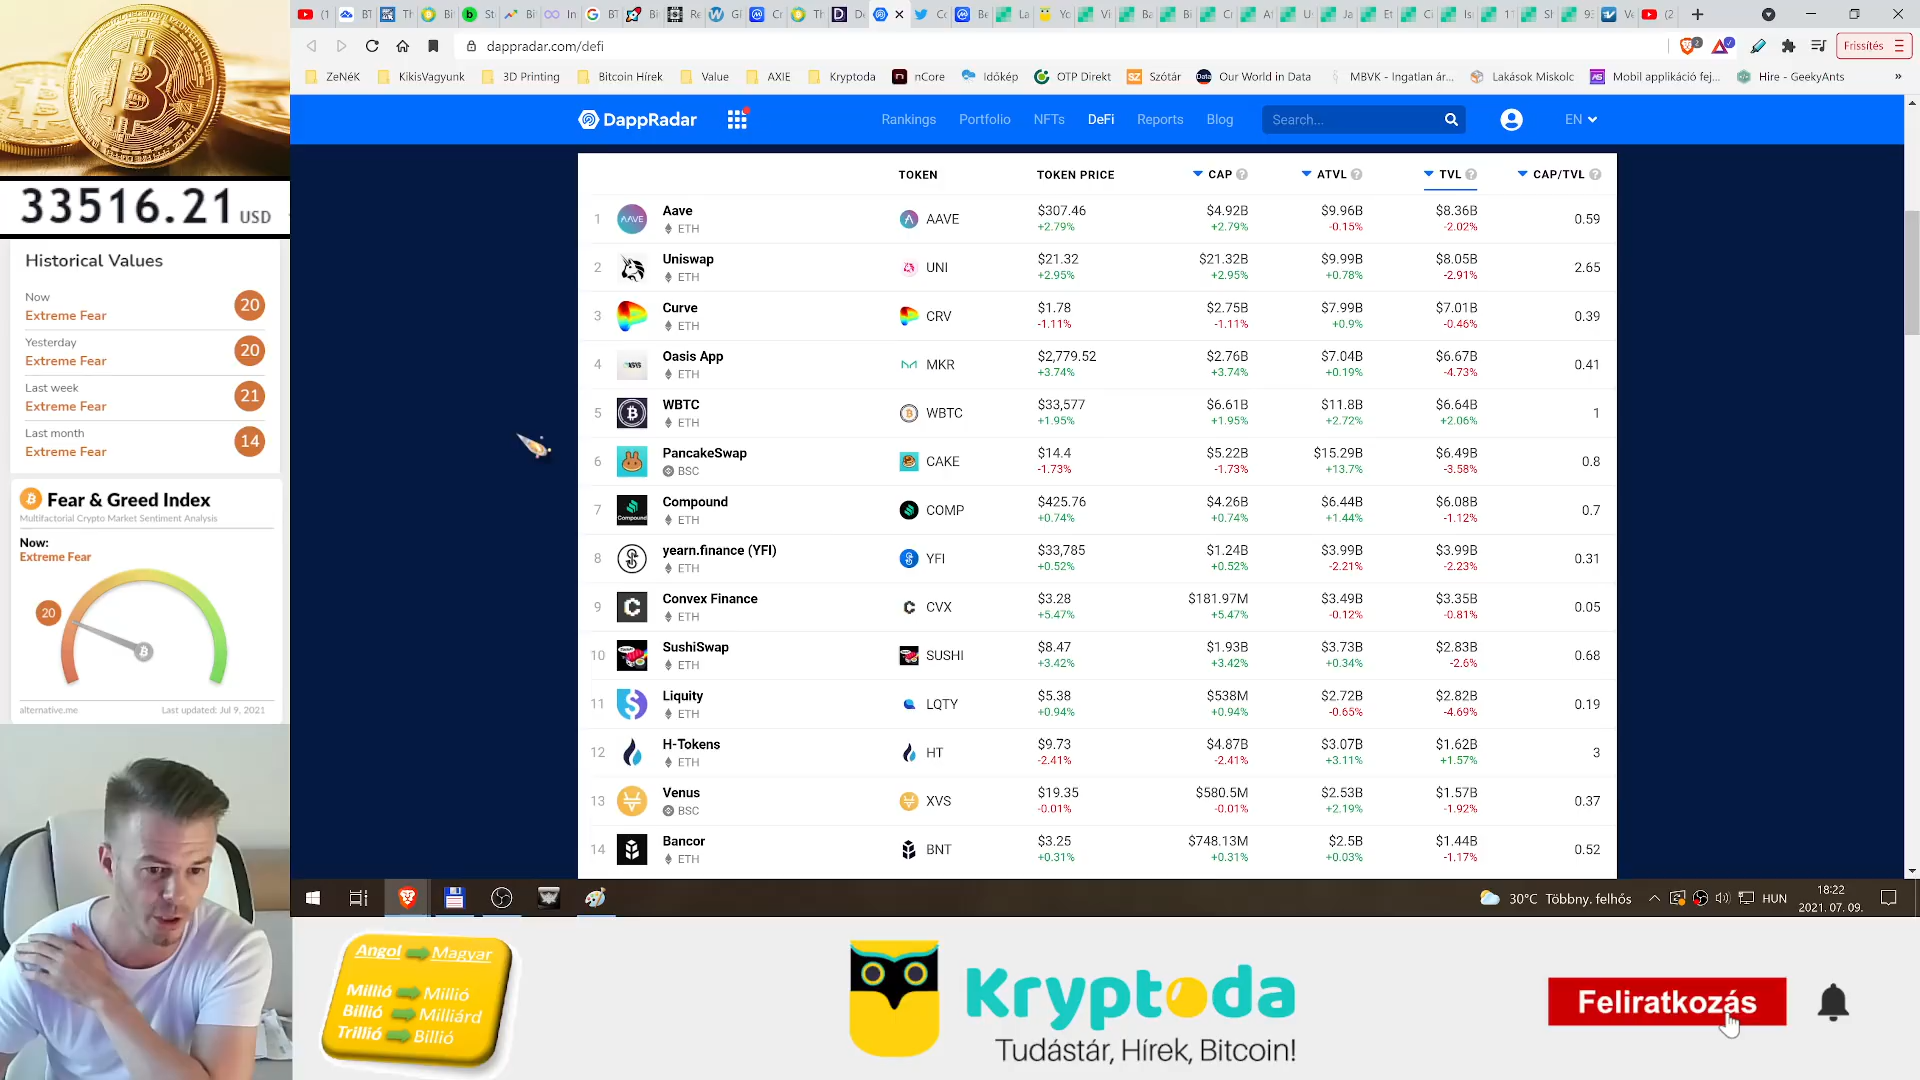 33516.21 USD
Historical Values
Now
Extreme Fear
20
Yesterday
Extreme Fear
20
Last week
Extreme Fear
21
Last month
Extreme Fear
14
Fear & Greed Index
Multifactorial Crypto Market Sentiment Analysis
Now:
Extreme Fear
20
alternative.me
Last updated: Jul 9, 2021
dappradar.com/defi
Frissítés
ZeNéK
KikisVagyunk
3D Printing
Bitcoin Hírek
Value
AXIE
Kryptoda
nCore
Időkép
OTP Direkt
Szótár
Our World in Data
MBVK - Ingatlan ár...
Lakások Miskolc
Mobil applikáció fej...
Hire - GeekyAnts
»
DappRadar
Rankings
Portfolio
NFTs
DeFi
Reports
Blog
Search...
EN
TOKEN TOKEN PRICE CAP ATVL TVL CAP/TVL
1 Aave AAVE $307.46 $4.92B $9.96B $8.36B 0.59
ETH +2.79% +2.79% -0.15% -2.02%
2 Uniswap UNI $21.32 $21.32B $9.99B $8.05B 2.65
ETH +2.95% +2.95% +0.78% -2.91%
3 Curve CRV $1.78 $2.75B $7.99B $7.01B 0.39
ETH -1.11% -1.11% +0.9% -0.46%
4 Oasis App MKR $2,779.52 $2.76B $7.04B $6.67B 0.41
ETH +3.74% +3.74% +0.19% -4.73%
5 WBTC WBTC $33,577 $6.61B $11.8B $6.64B 1
ETH +1.95% +1.95% +2.72% +2.06%
6 PancakeSwap CAKE $14.4 $5.22B $15.29B $6.49B 0.8
BSC -1.73% -1.73% +13.7% -3.58%
7 Compound COMP $425.76 $4.26B $6.44B $6.08B 0.7
ETH +0.74% +0.74% +1.44% -1.12%
8 yearn.finance (YFI) YFI $33,785 $1.24B $3.99B $3.99B 0.31
ETH +0.52% +0.52% -2.21% -2.23%
9 Convex Finance CVX $3.28 $181.97M $3.49B $3.35B 0.05
ETH +5.47% +5.47% -0.12% -0.81%
10 SushiSwap SUSHI $8.47 $1.93B $3.73B $2.83B 0.68
ETH +3.42% +3.42% +0.34% -2.6%
11 Liquity LQTY $5.38 $538M $2.72B $2.82B 0.19
ETH +0.94% +0.94% -0.65% -4.69%
12 H-Tokens HT $9.73 $4.87B $3.07B $1.62B 3
ETH -2.41% -2.41% +3.11% +1.57%
13 Venus XVS $19.35 $580.5M $2.53B $1.57B 0.37
BSC -0.01% -0.01% +2.19% -1.92%
14 Bancor BNT $3.25 $748.13M $2.5B $1.44B 0.52
ETH +0.31% +0.31% +0.03% -1.17%
30°C Többny. felhős
HUN
18:22
2021. 07. 09.
Angol Magyar
Millió Millió
Billió Milliárd
Trillió Billió
Kryptoda
Tudástár, Hírek, Bitcoin!
Feliratkozás